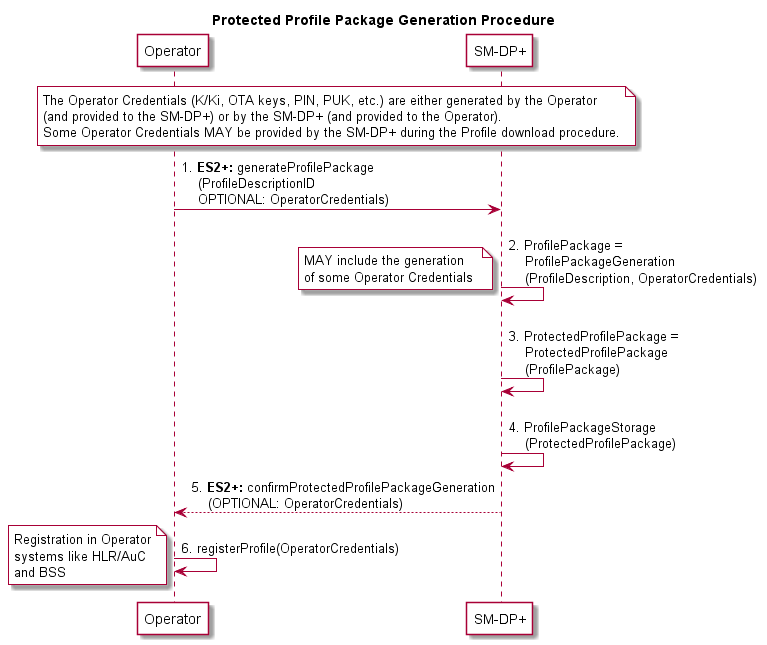 Protected Profile Package Generation Procedure
Operator
SM-DP+
The Operator Credentials (K/Ki, OTA keys, PIN, PUK, etc.) are either generated by the Operator
(and provided to the SM-DP+) or by the SM-DP+ (and provided to the Operator).
Some Operator Credentials MAY be provided by the SM-DP+ during the Profile download procedure.
1. ES2+: generateProfilePackage
(ProfileDescriptionID
OPTIONAL: OperatorCredentials)
MAY include the generation
of some Operator Credentials
2. ProfilePackage =
ProfilePackageGeneration
(ProfileDescription, OperatorCredentials)
3. ProtectedProfilePackage =
ProtectedProfilePackage
(ProfilePackage)
4. ProfilePackageStorage
(ProtectedProfilePackage)
5. ES2+: confirmProtectedProfilePackageGeneration
(OPTIONAL: OperatorCredentials)
Registration in Operator
systems like HLR/AuC
and BSS
6. registerProfile(OperatorCredentials)
Operator
SM-DP+